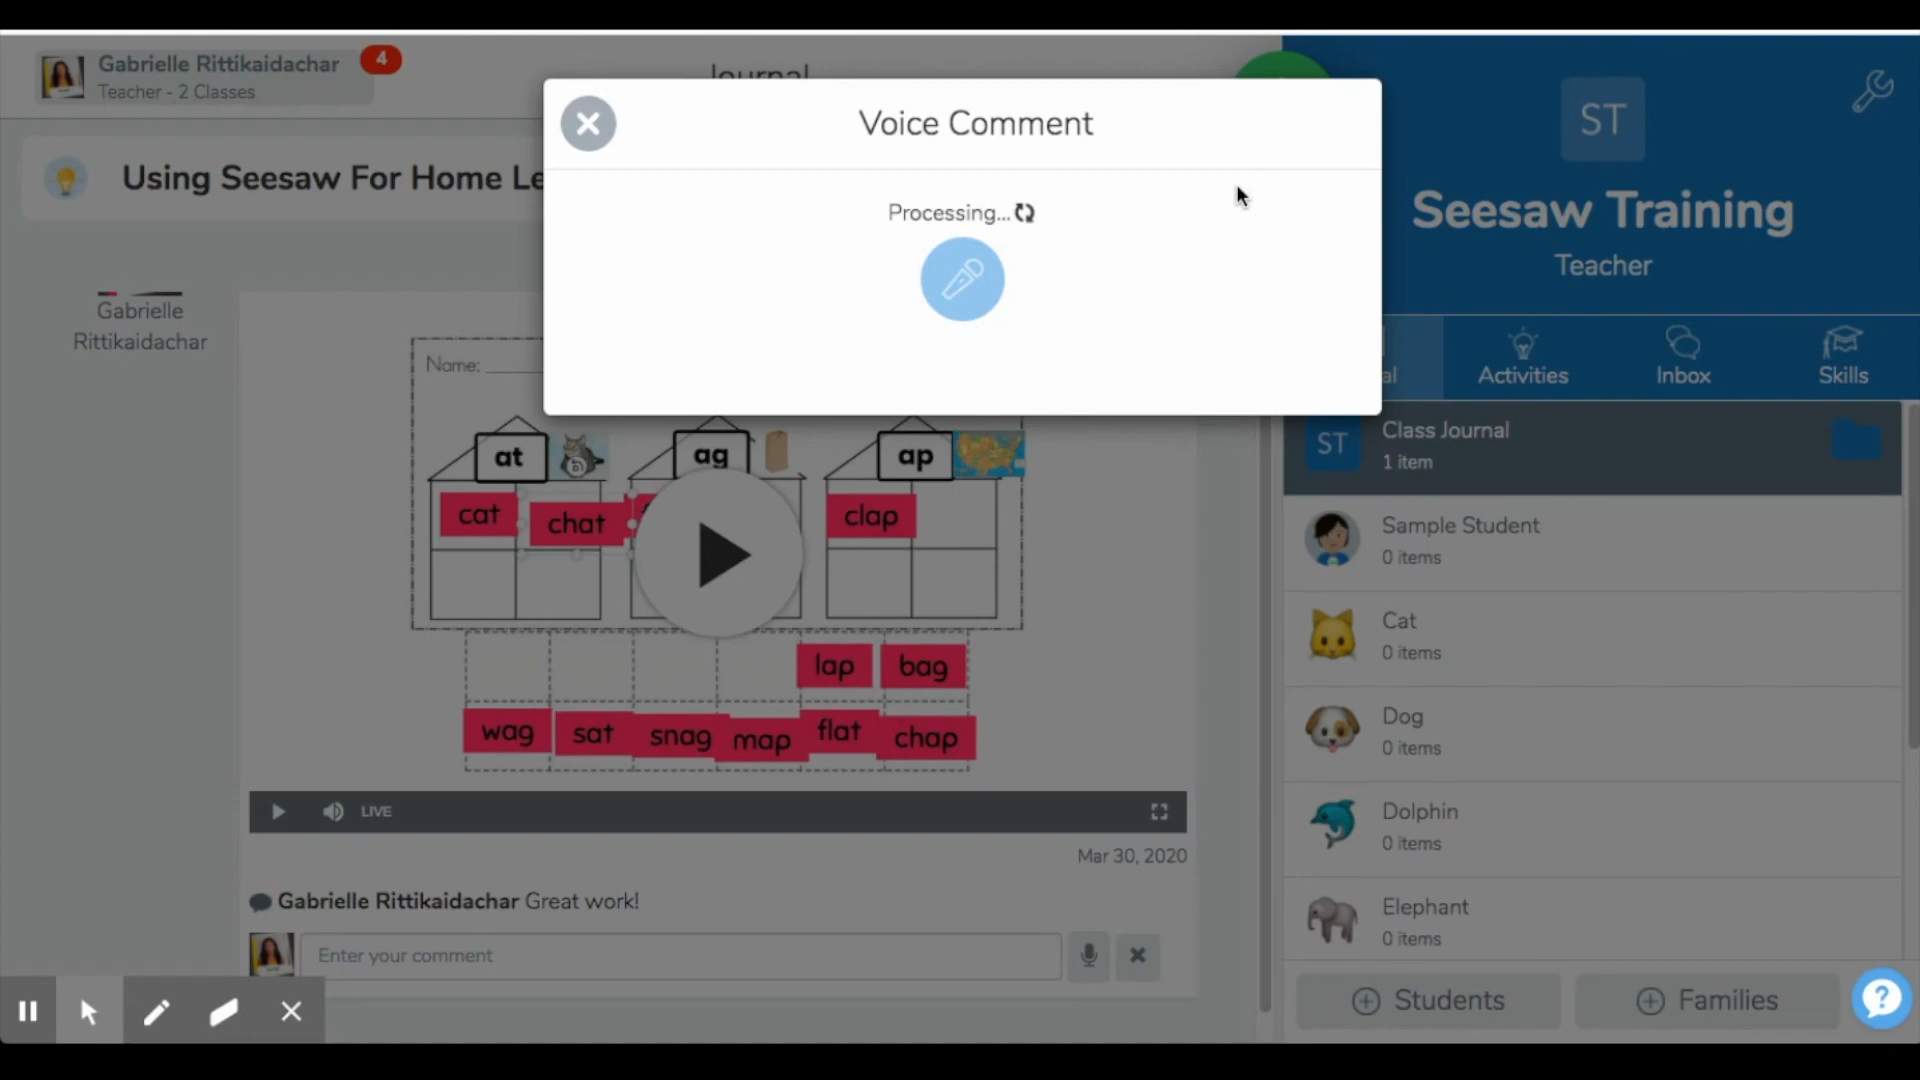 Gabrielle Rittikaidachar
4
Teacher - 2 Classes
Journal
Voice Comment
Processing...
Using Seesaw For Home Le
ST
Seesaw Training
Teacher
Activities
Inbox
Skills
Gabrielle
Rittikaidachar
Name:
at
ag
ap
cat
chat
clap
lap
bag
wag
sat
snag
map
flat
chap
LIVE
Mar 30, 2020
Gabrielle Rittikaidachar Great work!
Enter your comment
ST
Class Journal
1 item
Sample Student
0 items
Cat
0 items
Dog
0 items
Dolphin
0 items
Elephant
0 items
Students
Families